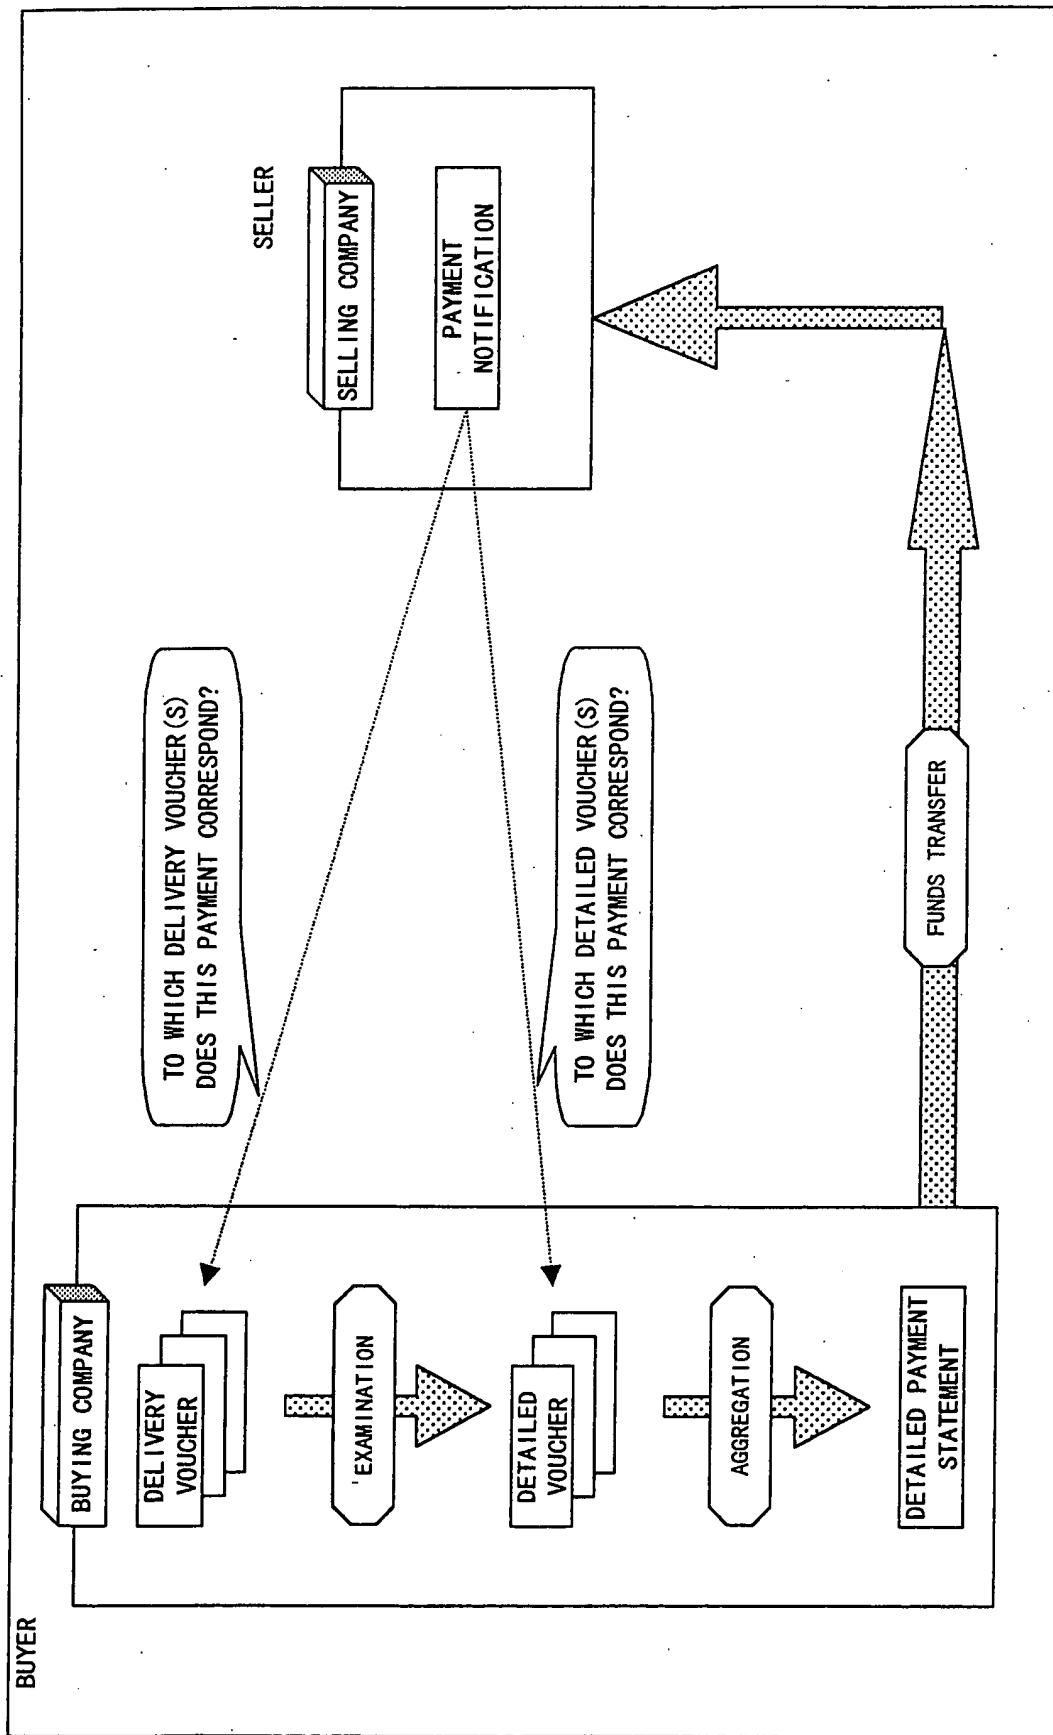 BUYER
BUYING COMPANY
DELIVERY
VOUCHER
EXAMINATION
DETAILED
VOUCHER
AGGREGATION
DETAILED PAYMENT
STATEMENT
TO WHICH DELIVERY VOUCHER(S)
DOES THIS PAYMENT CORRESPOND?
TO WHICH DETAILED VOUCHER(S)
DOES THIS PAYMENT CORRESPOND?
FUNDS TRANSFER
SELLER
SELLING COMPANY
PAYMENT
NOTIFICATION